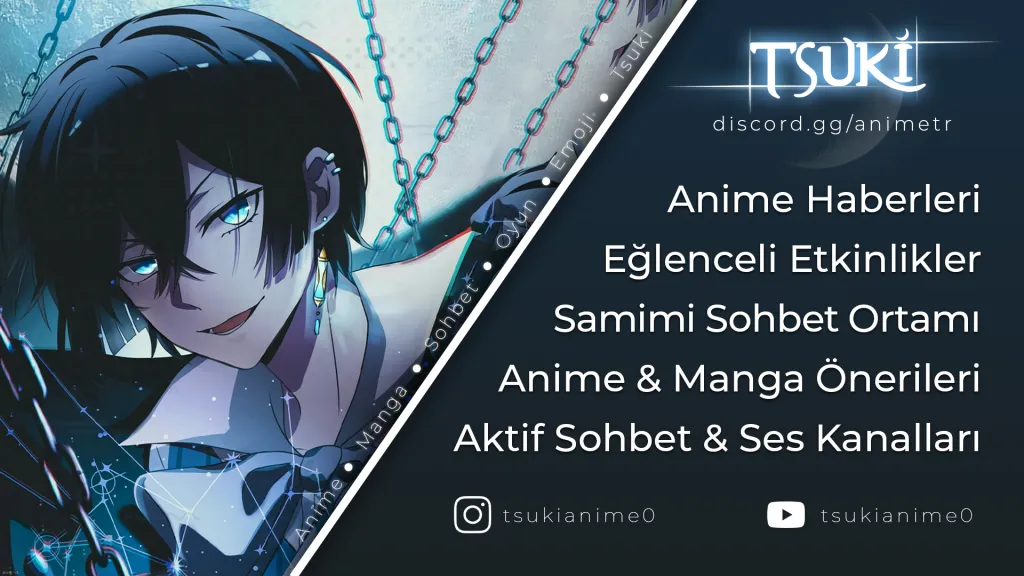 TSUKİ
discord.gg/animetr
Anime Haberleri
Eğlenceli Etkinlikler
Samimi Sohbet Ortamı
Anime & Manga Önerileri
Aktif Sohbet & Ses Kanalları
tsukianime0
tsukianime0
Anime • Manga • Sohbet • Oyun • Emoji • Tsuki